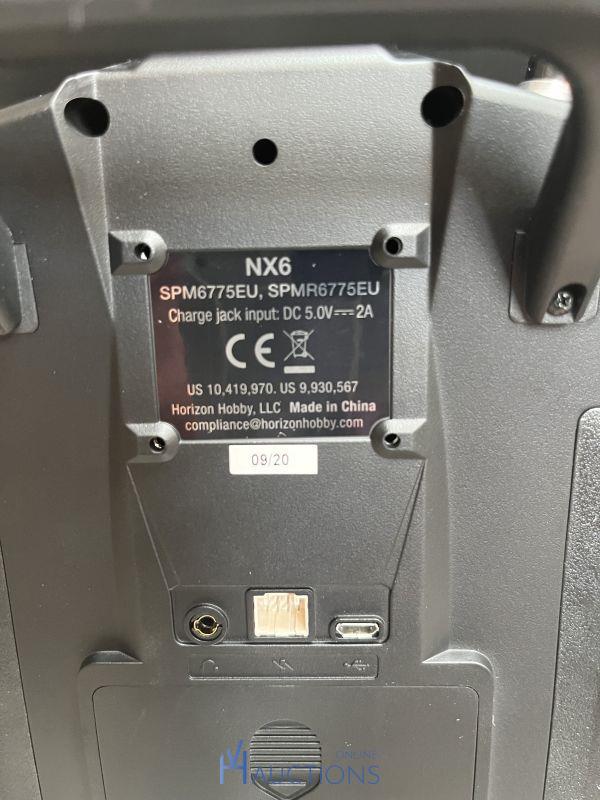 NX6
SPM6775EU, SPMR6775EU
Charge jack input: DC 5.0V⎓2A
CE
US 10,419,970. US 9,930,567
Horizon Hobby, LLC Made in China
compliance@horizonhobby.com
09/20
ONLINE
AUCTIONS